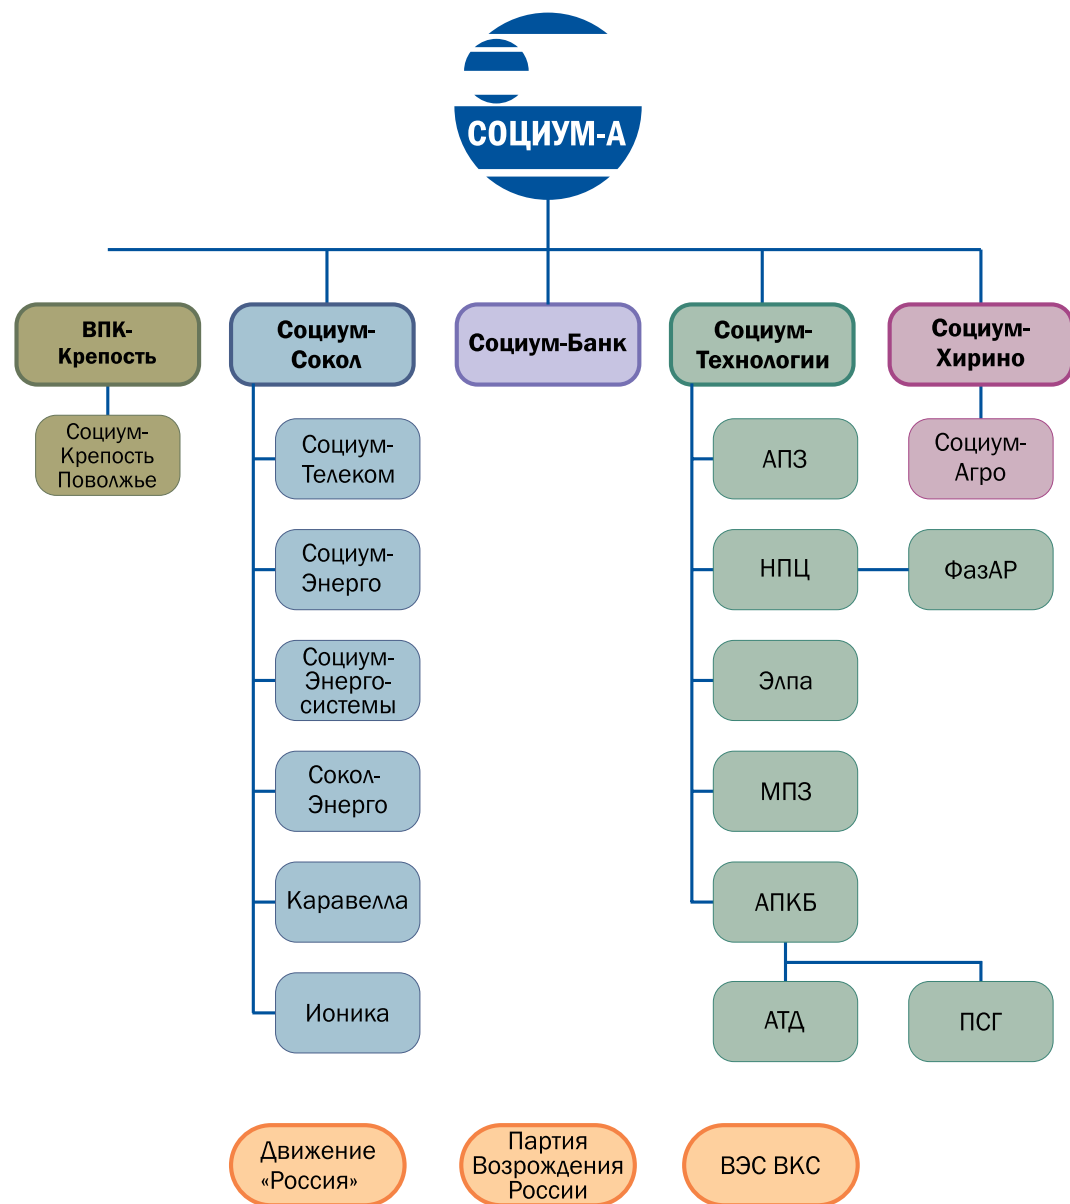 СОЦИУМ-А
ВПК-
Крепость
Социум-
Сокол
Социум-Банк
Социум-
Технологии
Социум-
Хирино
Социум-
Крепость
Поволжье
Социум-
Телеком
АПЗ
Социум-
Агро
Социум-
Энерго
НПЦ
ФазАР
Социум-
Энерго-
системы
Элпа
Сокол-
Энерго
МПЗ
Каравелла
АПКБ
Ионика
АТД
ПСГ
Движение
«Россия»
Партия
Возрождения
России
ВЭС ВКС